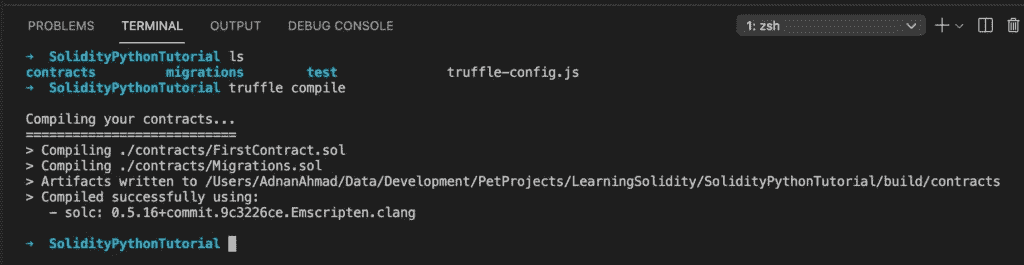 PROBLEMS TERMINAL OUTPUT DEBUG CONSOLE 1: zsh
→ SolidityPythonTutorial ls
contracts migrations test truffle-config.js
→ SolidityPythonTutorial truffle compile
Compiling your contracts...
===========================
> Compiling ./contracts/FirstContract.sol
> Compiling ./contracts/Migrations.sol
> Artifacts written to /Users/AdnanAhmad/Data/Development/PetProjects/LearningSolidity/SolidityPythonTutorial/build/contracts
> Compiled successfully using:
- solc: 0.5.16+commit.9c3226ce.Emscripten.clang
→ SolidityPythonTutorial